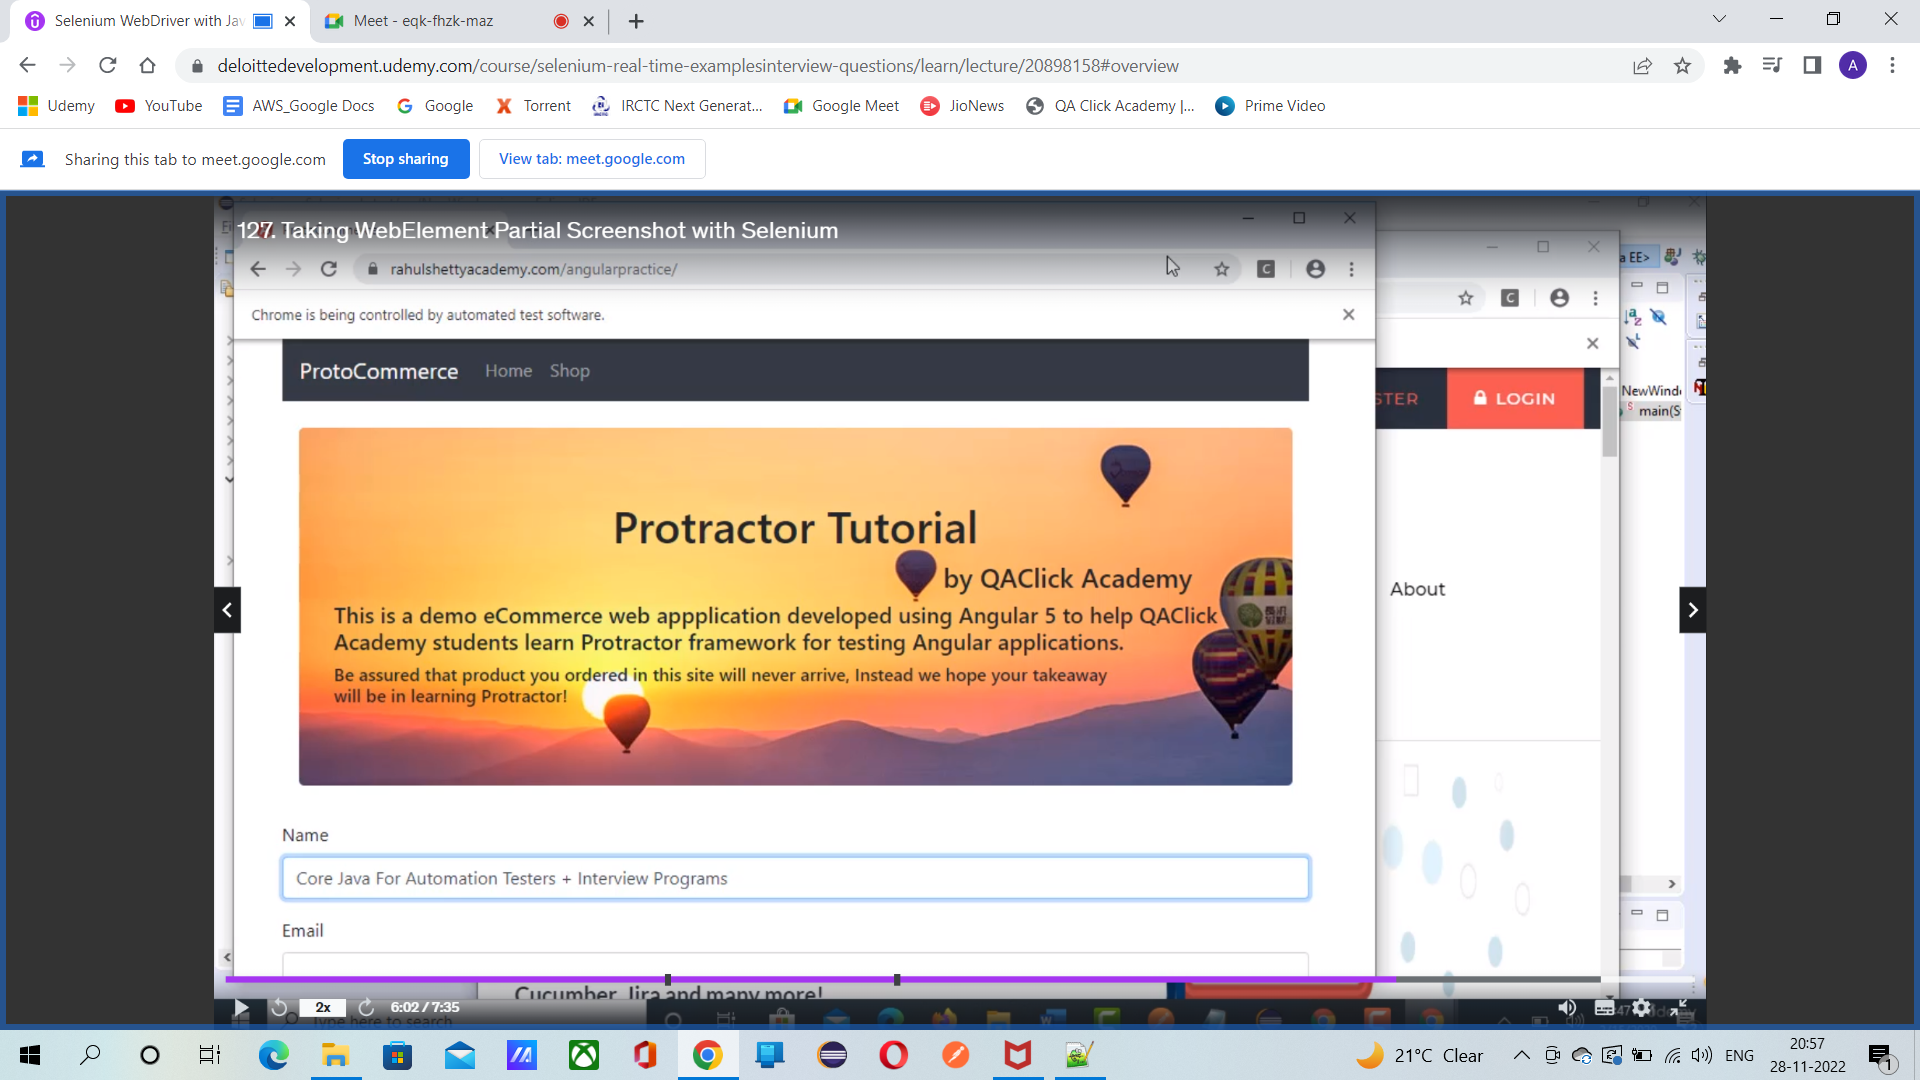 Selenium WebDriver with Jav
Meet - eqk-fhzk-maz
deloittedevelopment.udemy.com/course/selenium-real-time-examplesinterview-questions/learn/lecture/20898158#overview
A
Udemy
YouTube
AWS_Google Docs
Google
Torrent
IRCTC Next Generat...
Google Meet
JioNews
QA Click Academy |...
Prime Video
Sharing this tab to meet.google.com
Stop sharing
View tab: meet.google.com
127. Taking WebElement Partial Screenshot with Selenium
rahulshettyacademy.com/angularpractice/
Chrome is being controlled by automated test software.
ProtoCommerce
Home
Shop
STER
LOGIN
a EE>
NewWind
main(S
Protractor Tutorial
by QAClick Academy
This is a demo eCommerce web appplication developed using Angular 5 to help QAClick
Academy students learn Protractor framework for testing Angular applications.
Be assured that product you ordered in this site will never arrive, Instead we hope your takeaway
will be in learning Protractor!
About
Name
Core Java For Automation Testers + Interview Programs
Email
Cucumber, Jira and many more!
2x
6:02 / 7:35
Type here to search
21°C Clear
ENG
20:57
28-11-2022
1